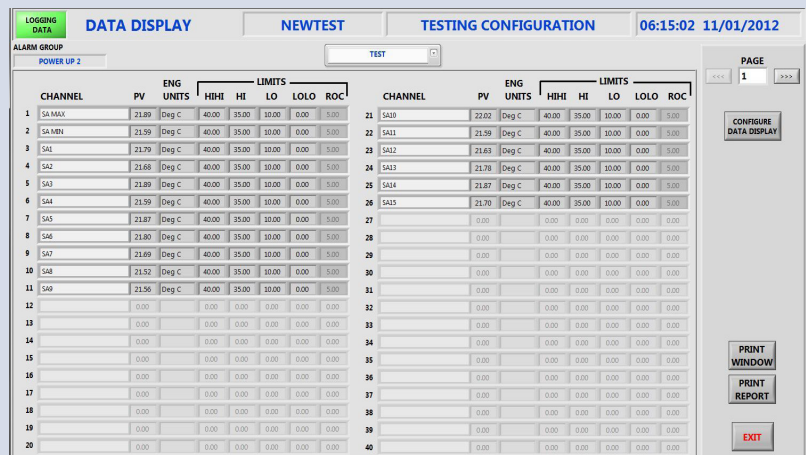 LOGGING DATA
DATA DISPLAY
NEWTEST
TESTING CONFIGURATION
06:15:02 11/01/2012
ALARM GROUP
POWER UP 2
TEST
PAGE
<<< 1 >>>
CONFIGURE
DATA DISPLAY
ENG LIMITS
CHANNEL PV UNITS HIHI HI LO LOLO ROC
1 SA MAX 21.89 Deg C 40.00 35.00 10.00 0.00 5.00
2 SA MIN 21.59 Deg C 40.00 35.00 10.00 0.00 5.00
3 SA1 21.79 Deg C 40.00 35.00 10.00 0.00 5.00
4 SA2 21.68 Deg C 40.00 35.00 10.00 0.00 5.00
5 SA3 21.89 Deg C 40.00 35.00 10.00 0.00 5.00
6 SA4 21.59 Deg C 40.00 35.00 10.00 0.00 5.00
7 SA5 21.87 Deg C 40.00 35.00 10.00 0.00 5.00
8 SA6 21.80 Deg C 40.00 35.00 10.00 0.00 5.00
9 SA7 21.69 Deg C 40.00 35.00 10.00 0.00 5.00
10 SA8 21.52 Deg C 40.00 35.00 10.00 0.00 5.00
11 SA9 21.56 Deg C 40.00 35.00 10.00 0.00 5.00
12 0.00 0.00 0.00 0.00 0.00 0.00
13 0.00 0.00 0.00 0.00 0.00 0.00
14 0.00 0.00 0.00 0.00 0.00 0.00
15 0.00 0.00 0.00 0.00 0.00 0.00
16 0.00 0.00 0.00 0.00 0.00 0.00
17 0.00 0.00 0.00 0.00 0.00 0.00
18 0.00 0.00 0.00 0.00 0.00 0.00
19 0.00 0.00 0.00 0.00 0.00 0.00
20 0.00 0.00 0.00 0.00 0.00 0.00
ENG LIMITS
CHANNEL PV UNITS HIHI HI LO LOLO ROC
21 SA10 22.02 Deg C 40.00 35.00 10.00 0.00 5.00
22 SA11 21.59 Deg C 40.00 35.00 10.00 0.00 5.00
23 SA12 21.63 Deg C 40.00 35.00 10.00 0.00 5.00
24 SA13 21.78 Deg C 40.00 35.00 10.00 0.00 5.00
25 SA14 21.87 Deg C 40.00 35.00 10.00 0.00 5.00
26 SA15 21.70 Deg C 40.00 35.00 10.00 0.00 5.00
27 0.00 0.00 0.00 0.00 0.00 0.00
28 0.00 0.00 0.00 0.00 0.00 0.00
29 0.00 0.00 0.00 0.00 0.00 0.00
30 0.00 0.00 0.00 0.00 0.00 0.00
31 0.00 0.00 0.00 0.00 0.00 0.00
32 0.00 0.00 0.00 0.00 0.00 0.00
33 0.00 0.00 0.00 0.00 0.00 0.00
34 0.00 0.00 0.00 0.00 0.00 0.00
35 0.00 0.00 0.00 0.00 0.00 0.00
36 0.00 0.00 0.00 0.00 0.00 0.00
37 0.00 0.00 0.00 0.00 0.00 0.00
38 0.00 0.00 0.00 0.00 0.00 0.00
39 0.00 0.00 0.00 0.00 0.00 0.00
40 0.00 0.00 0.00 0.00 0.00 0.00
PRINT
WINDOW
PRINT
REPORT
EXIT